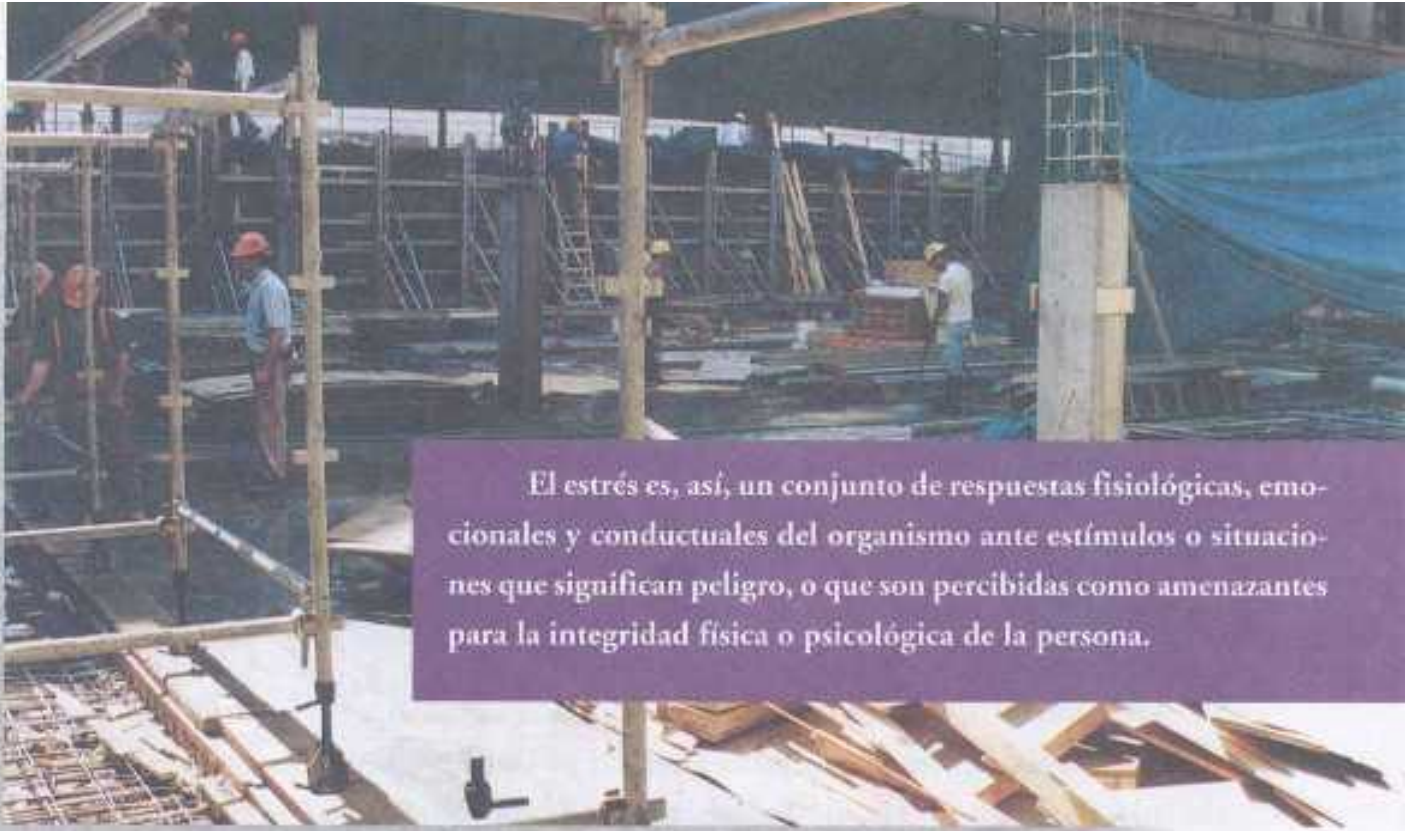 El estrés es, así, un conjunto de respuestas fisiológicas, emo-
cionales y conductuales del organismo ante estímulos o situacio-
nes que significan peligro, o que son percibidas como amenazantes
para la integridad física o psicológica de la persona.